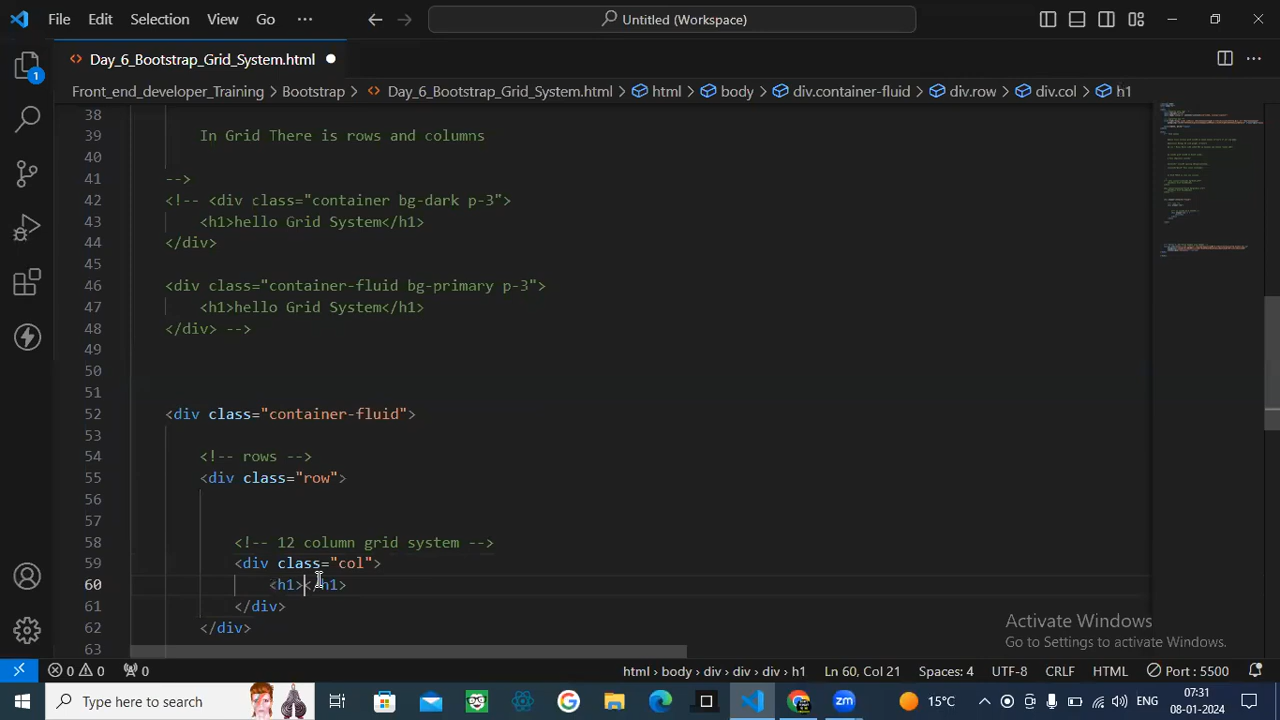 File Edit Selection View Go ··· Untitled (Workspace)
Day_6_Bootstrap_Grid_System.html
Front_end_developer_Training > Bootstrap > Day_6_Bootstrap_Grid_System.html > html > body > div.container-fluid > div.row > div.col > h1
1
38
39 In Grid There is rows and columns
40
41 -->
42 <!-- <div class="container bg-dark p-3">
43 <h1>hello Grid System</h1>
44 </div>
45
46 <div class="container-fluid bg-primary p-3">
47 <h1>hello Grid System</h1>
48 </div> -->
49
50
51
52 <div class="container-fluid">
53
54 <!-- rows -->
55 <div class="row">
56
57
58 <!-- 12 column grid system -->
59 <div class="col">
60 <h1></h1>
61 </div>
62 </div>
63
Activate Windows
Go to Settings to activate Windows.
0 0 0 html > body > div > div > div > h1 Ln 60, Col 21 Spaces: 4 UTF-8 CRLF HTML Port : 5500
Type here to search zm 15°C ENG 07:31
08-01-2024